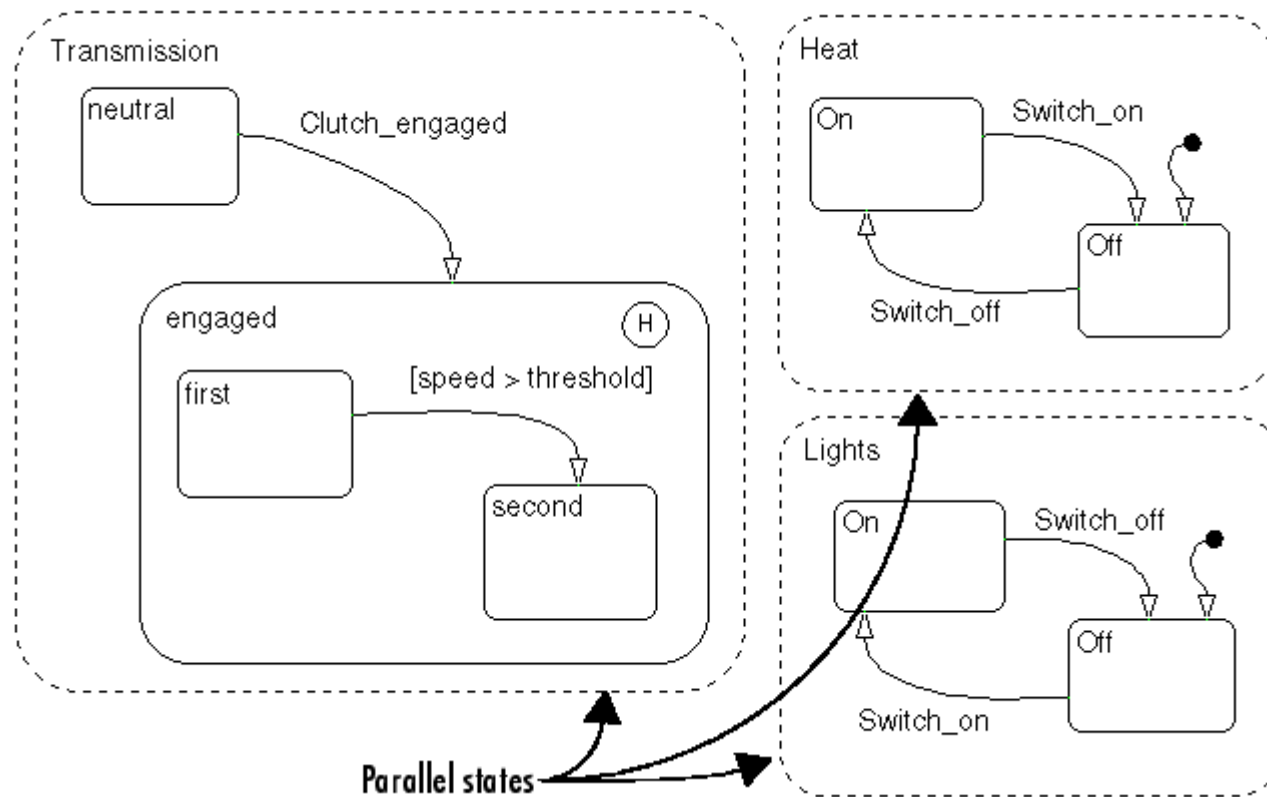 Transmission
neutral
Clutch_engaged
engaged
H
first
[speed > threshold]
second
Heat
On
Switch_on
Off
Switch_off
Lights
On
Switch_off
Off
Switch_on
Parallel states